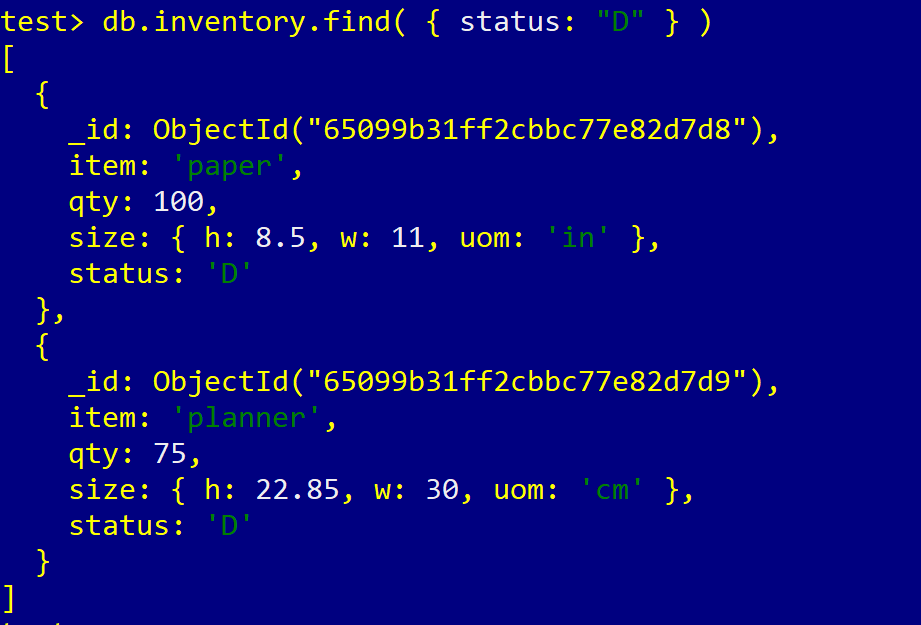 test> db.inventory.find( { status: "D" } )
[
  {
    _id: ObjectId("65099b31ff2cbbc77e82d7d8"),
    item: 'paper',
    qty: 100,
    size: { h: 8.5, w: 11, uom: 'in' },
    status: 'D'
  },
  {
    _id: ObjectId("65099b31ff2cbbc77e82d7d9"),
    item: 'planner',
    qty: 75,
    size: { h: 22.85, w: 30, uom: 'cm' },
    status: 'D'
  }
]